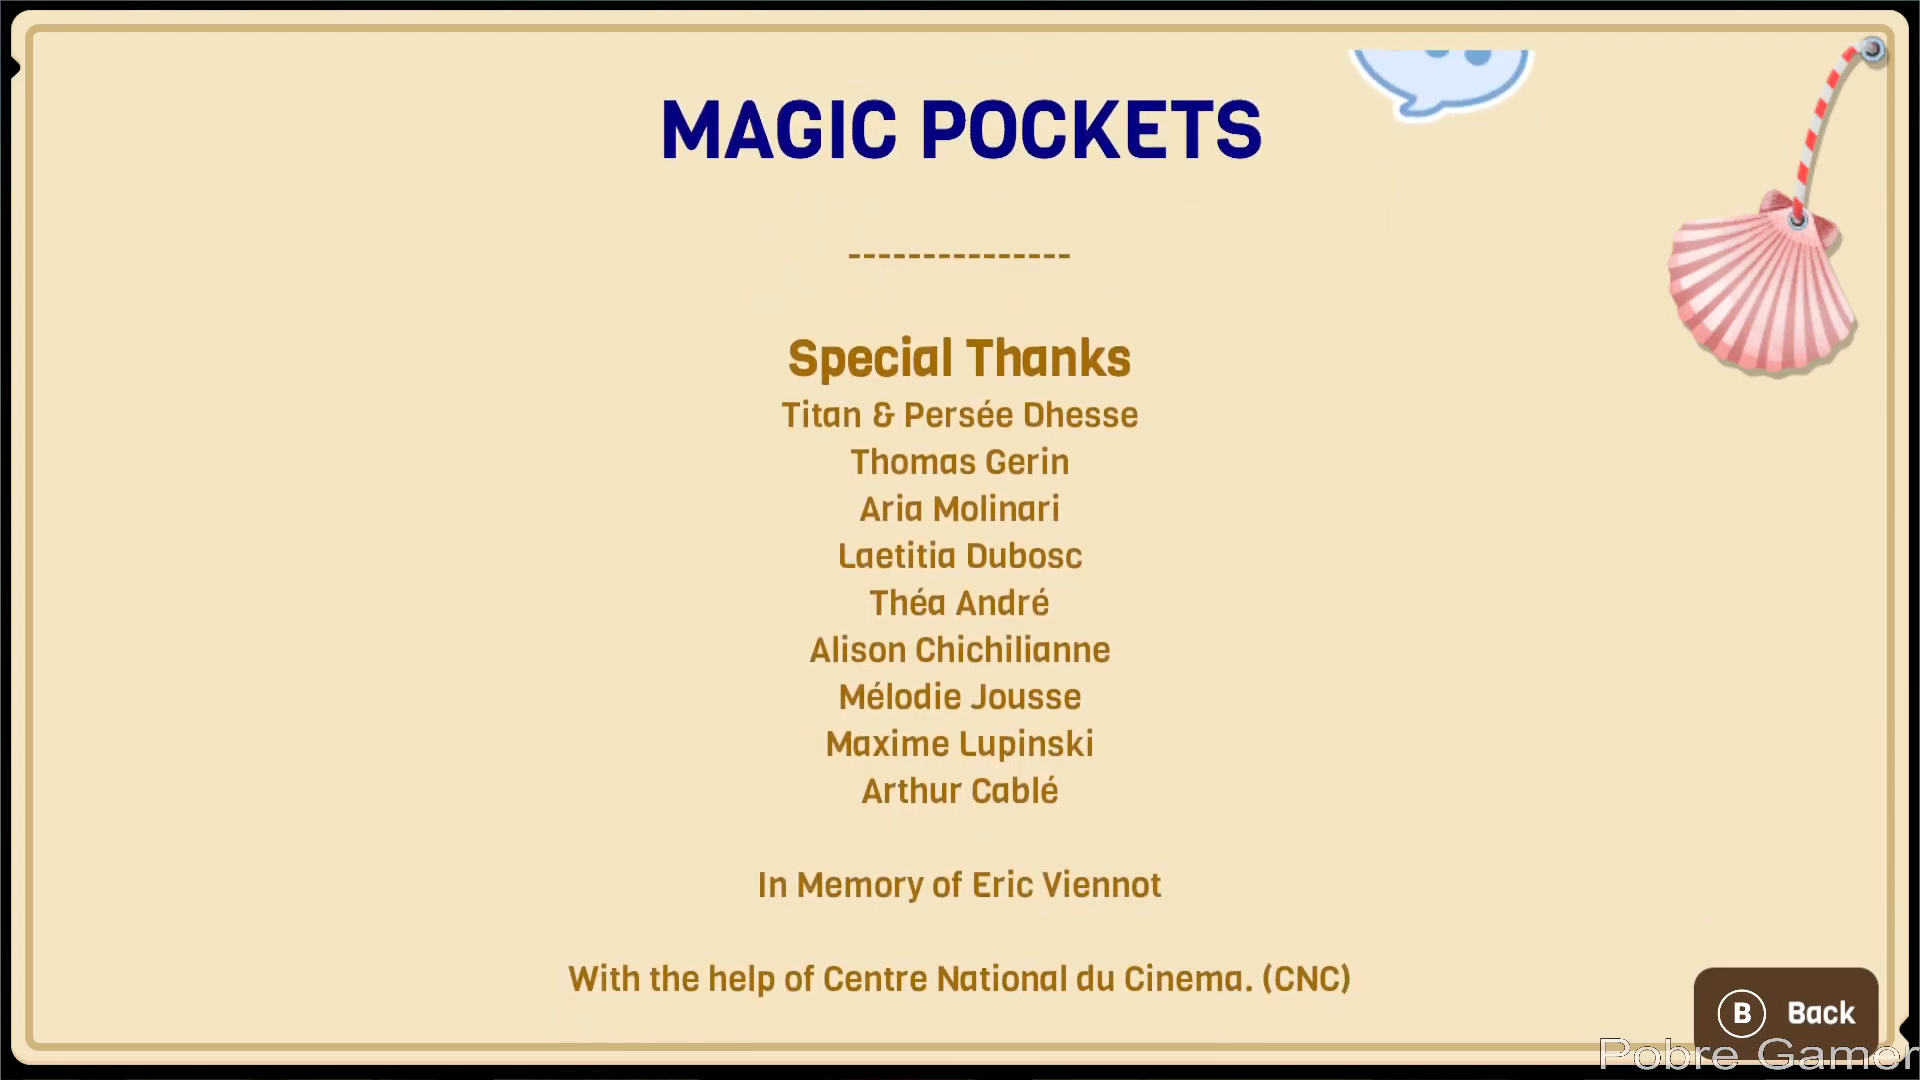 MAGIC POCKETS
---------------
Special Thanks
Titan & Persée Dhesse
Thomas Gerin
Aria Molinari
Laetitia Dubosc
Théa André
Alison Chichilianne
Mélodie Jousse
Maxime Lupinski
Arthur Cablé
In Memory of Eric Viennot
With the help of Centre National du Cinema. (CNC)
B Back
Pobre Gamer